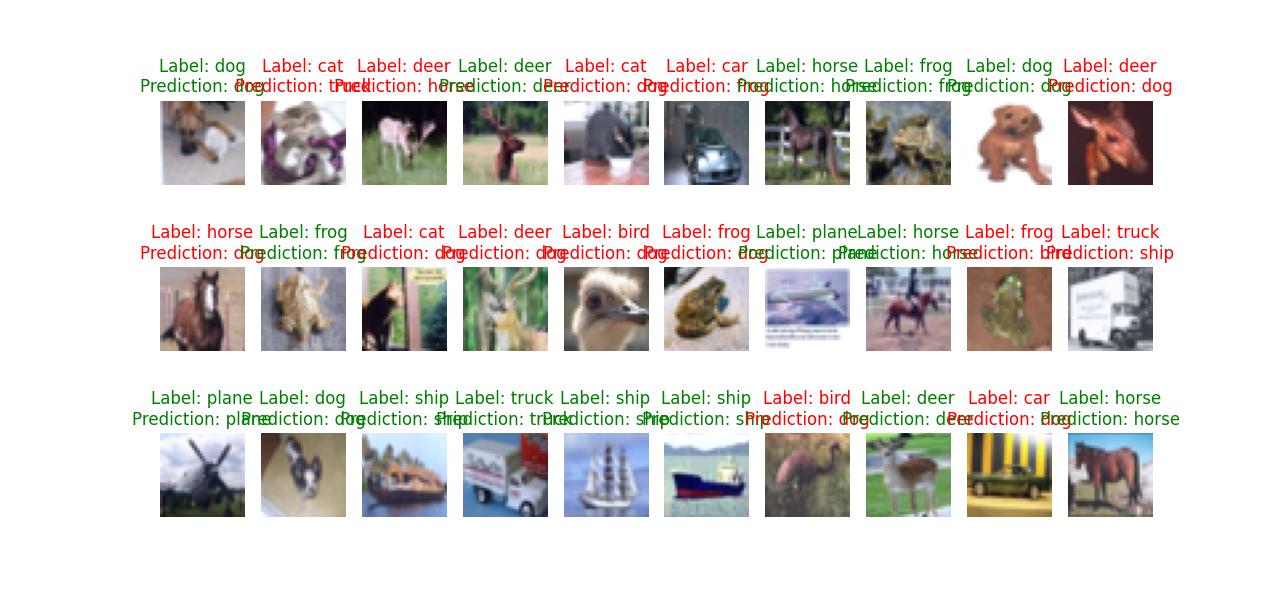 Label: dog Label: cat Label: deer Label: deer Label: cat Label: car Label: horse Label: frog Label: dog Label: deer
Prediction: dog Prediction: truck Prediction: horse Prediction: deer Prediction: dog Prediction: frog Prediction: horse Prediction: frog Prediction: dog Prediction: dog
Label: horse Label: frog Label: cat Label: deer Label: bird Label: frog Label: plane Label: horse Label: frog Label: truck
Prediction: dog Prediction: frog Prediction: dog Prediction: dog Prediction: dog Prediction: dog Prediction: plane Prediction: horse Prediction: bird Prediction: ship
Label: plane Label: dog Label: ship Label: truck Label: ship Label: ship Label: bird Label: deer Label: car Label: horse
Prediction: plane Prediction: dog Prediction: ship Prediction: truck Prediction: ship Prediction: ship Prediction: dog Prediction: deer Prediction: dog Prediction: horse